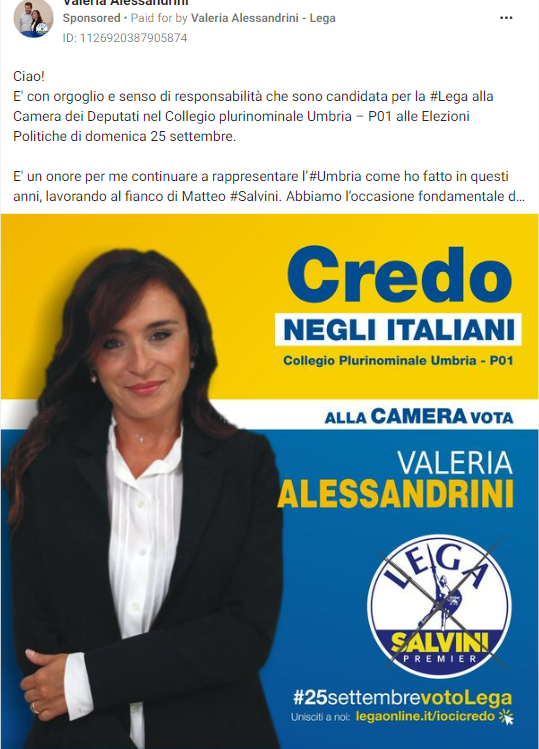 Valeria Alessandrini
Sponsored • Paid for by Valeria Alessandrini - Lega
ID: 1126920387905874
Ciao!
E' con orgoglio e senso di responsabilità che sono candidata per la #Lega alla
Camera dei Deputati nel Collegio plurinominale Umbria – P01 alle Elezioni
Politiche di domenica 25 settembre.
E' un onore per me continuare a rappresentare l'#Umbria come ho fatto in questi
anni, lavorando al fianco di Matteo #Salvini. Abbiamo l'occasione fondamentale d...
Credo
NEGLI ITALIANI
Collegio Plurinominale Umbria - P01
ALLA CAMERA VOTA
VALERIA
ALESSANDRINI
LEGA
SALVINI
PREMIER
#25settembrevotoLega
Unisciti a noi: legaonline.it/iocicredo